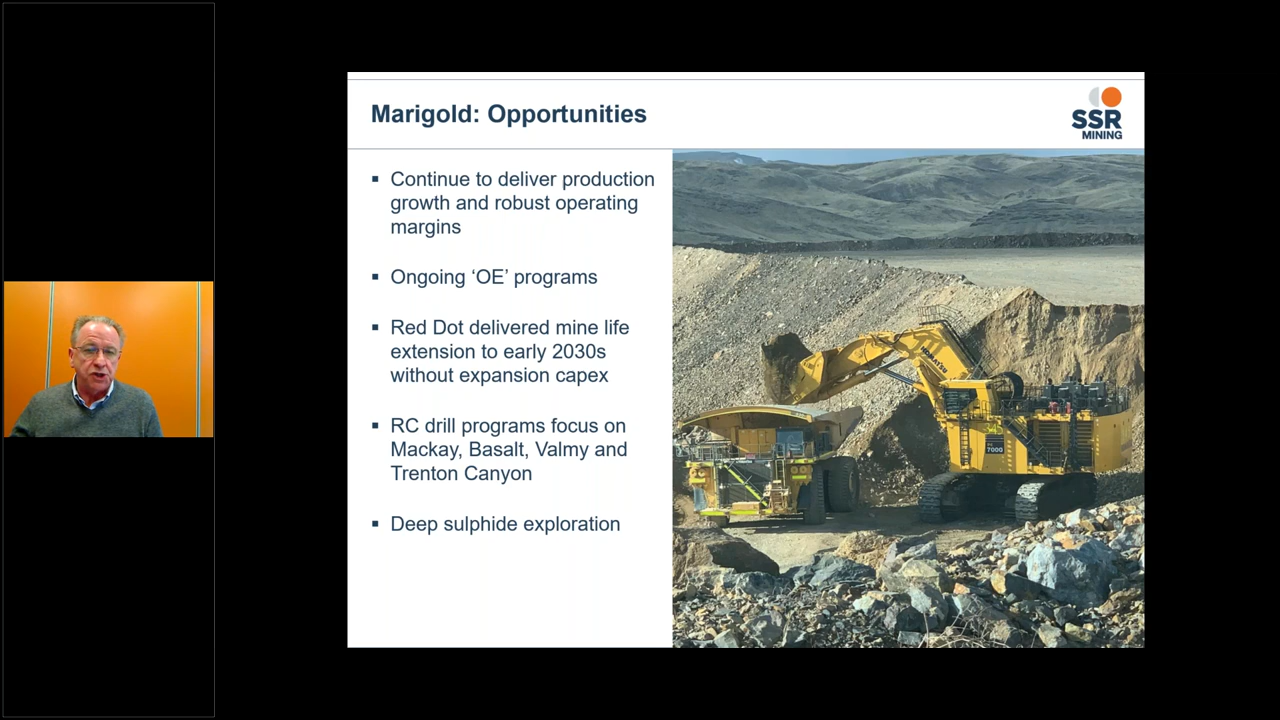 Marigold: Opportunities
SSR
MINING
▪ Continue to deliver production
growth and robust operating
margins
▪ Ongoing ‘OE’ programs
▪ Red Dot delivered mine life
extension to early 2030s
without expansion capex
▪ RC drill programs focus on
Mackay, Basalt, Valmy and
Trenton Canyon
▪ Deep sulphide exploration
KOMATSU